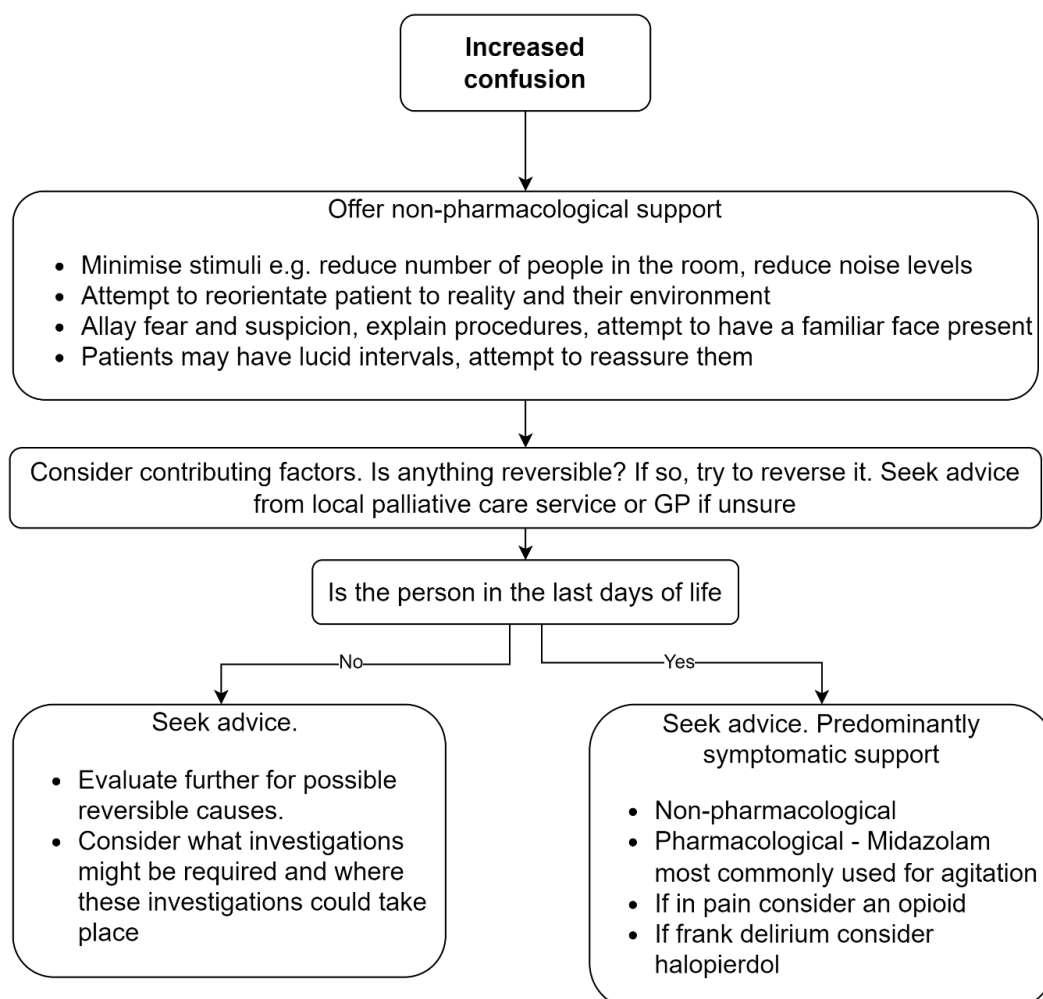 Increased
confusion
Offer non-pharmacological support
• Minimise stimuli e.g. reduce number of people in the room, reduce noise levels
• Attempt to reorientate patient to reality and their environment
• Allay fear and suspicion, explain procedures, attempt to have a familiar face present
• Patients may have lucid intervals, attempt to reassure them
Consider contributing factors. Is anything reversible? If so, try to reverse it. Seek advice
from local palliative care service or GP if unsure
Is the person in the last days of life
No
Yes
Seek advice.
• Evaluate further for possible
reversible causes.
• Consider what investigations
might be required and where
these investigations could take
place
Seek advice. Predominantly
symptomatic support
• Non-pharmacological
• Pharmacological - Midazolam
most commonly used for agitation
• If in pain consider an opioid
• If frank delirium consider
halopierdol